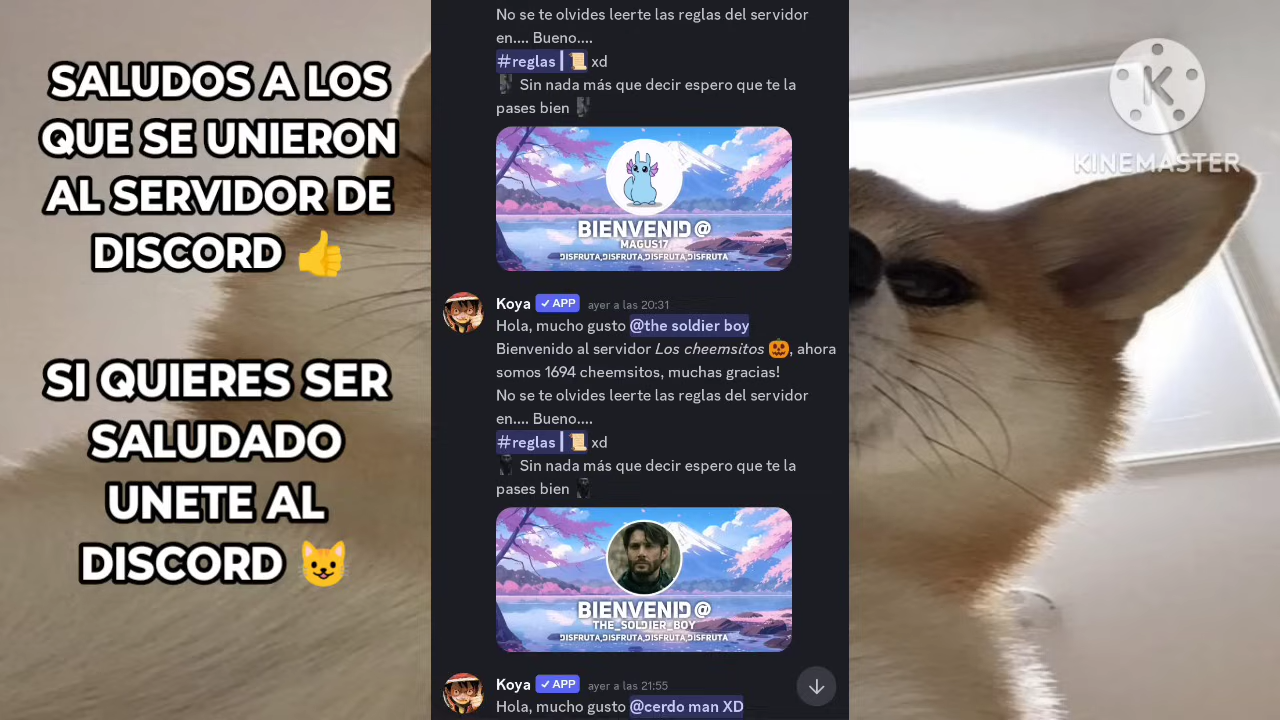 SALUDOS A LOS
QUE SE UNIERON
AL SERVIDOR DE
DISCORD 👍
SI QUIERES SER
SALUDADO
UNETE AL
DISCORD 😺
No se te olvides leerte las reglas del servidor
en.... Bueno....
#reglas | 📜 xd
Sin nada más que decir espero que te la
pases bien
BIENVENID@
MAGUS17
DISFRUTA,DISFRUTA,DISFRUTA,DISFRUTA
Koya ✓ APP ayer a las 20:31
Hola, mucho gusto @the soldier boy
Bienvenido al servidor Los cheemsitos 🎃, ahora
somos 1694 cheemsitos, muchas gracias!
No se te olvides leerte las reglas del servidor
en.... Bueno....
#reglas | 📜 xd
Sin nada más que decir espero que te la
pases bien
BIENVENID@
THE_SOLDIER_BOY
DISFRUTA,DISFRUTA,DISFRUTA,DISFRUTA
Koya ✓ APP ayer a las 21:55
Hola, mucho gusto @cerdo man XD
K
KINEMASTER